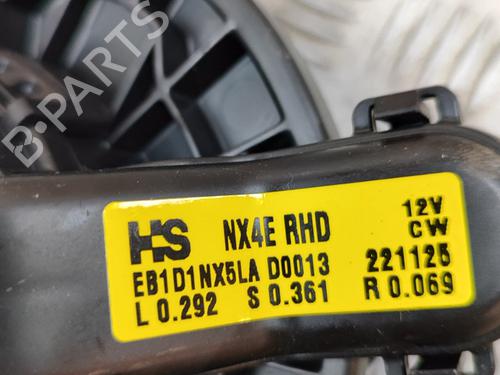 B-PARTS
HS NX4E RHD 12V
CW
EB1D1NX5LA D0013 221125
L 0.292 S 0.361 R 0.069